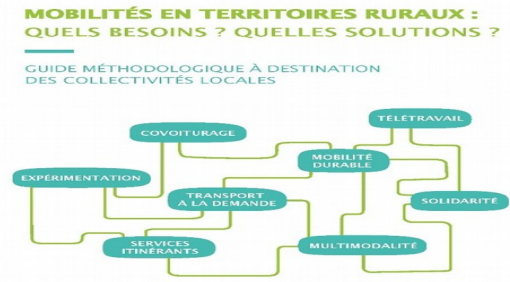 MOBILITÉS EN TERRITOIRES RURAUX :
QUELS BESOINS ? QUELLES SOLUTIONS ?
GUIDE MÉTHODOLOGIQUE À DESTINATION
DES COLLECTIVITÉS LOCALES
TÉLÉTRAVAIL
COVOITURAGE
MOBILITÉ
DURABLE
EXPÉRIMENTATION
TRANSPORT
À LA DEMANDE
SOLIDARITÉ
SERVICES
ITINÉRANTS
MULTIMODALITÉ